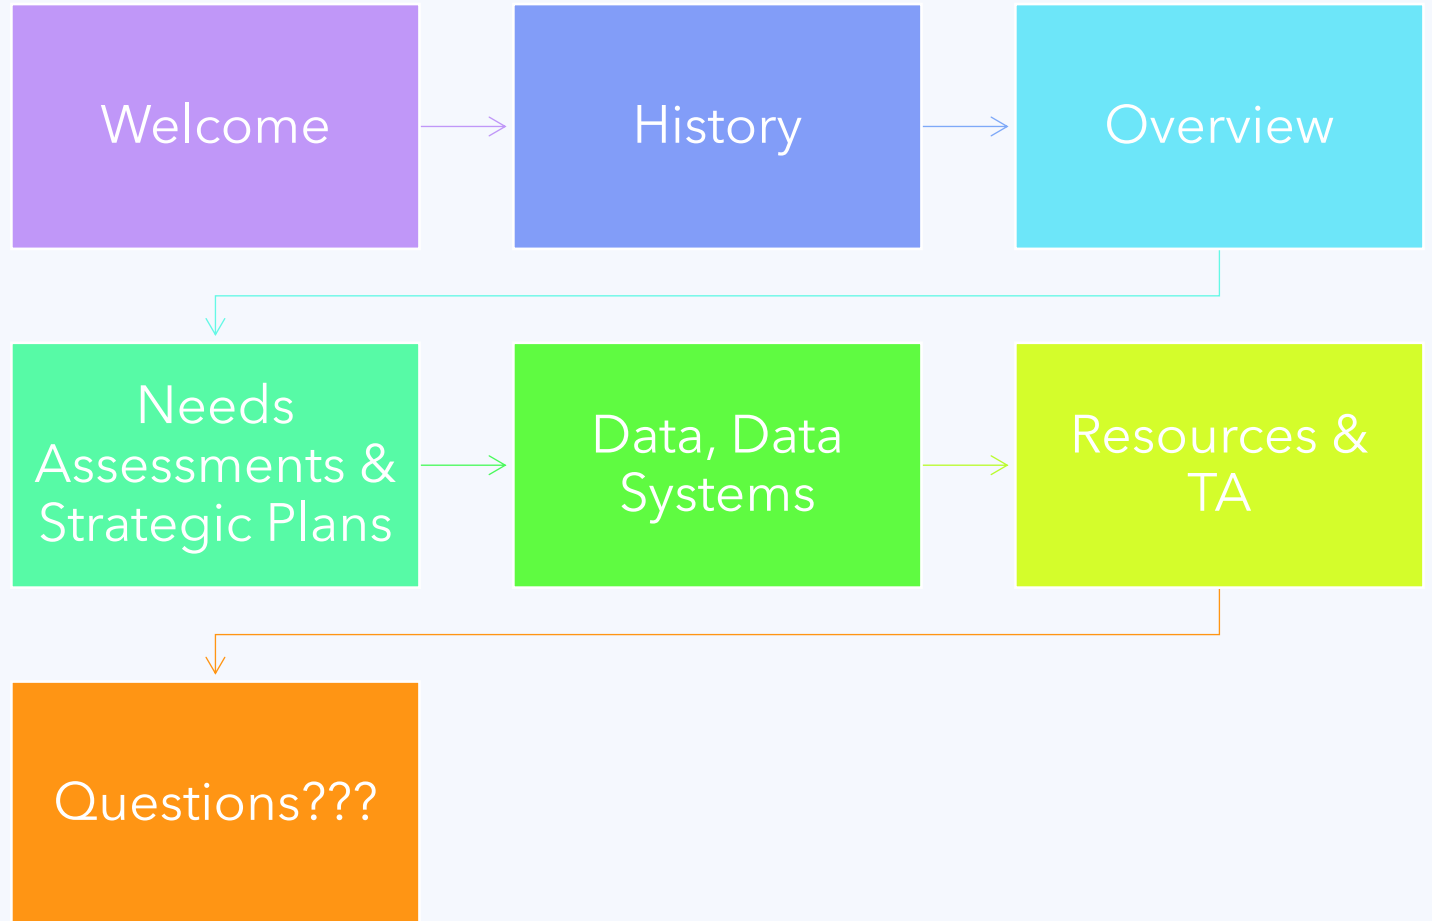 Welcome
History
Overview
Needs
Assessments &
Strategic Plans
Data, Data
Systems
Resources &
TA
Questions???